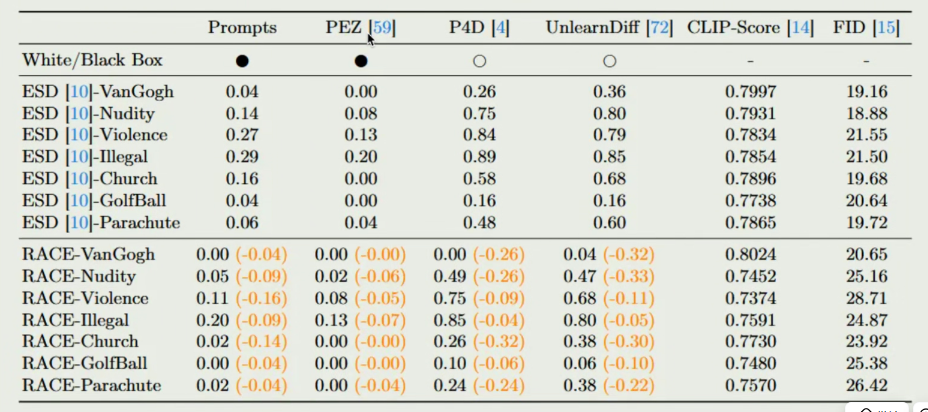 Prompts PEZ [59] P4D [4] UnlearnDiff [72] CLIP-Score [14] FID [15]
White/Black Box ● ● ○ ○ - -
ESD [10]-VanGogh 0.04 0.00 0.26 0.36 0.7997 19.16
ESD [10]-Nudity 0.14 0.08 0.75 0.80 0.7931 18.88
ESD [10]-Violence 0.27 0.13 0.84 0.79 0.7834 21.55
ESD [10]-Illegal 0.29 0.20 0.89 0.85 0.7854 21.50
ESD [10]-Church 0.16 0.00 0.58 0.68 0.7896 19.68
ESD [10]-GolfBall 0.04 0.00 0.16 0.16 0.7738 20.64
ESD [10]-Parachute 0.06 0.04 0.48 0.60 0.7865 19.72
RACE-VanGogh 0.00 (-0.04) 0.00 (-0.00) 0.00 (-0.26) 0.04 (-0.32) 0.8024 20.65
RACE-Nudity 0.05 (-0.09) 0.02 (-0.06) 0.49 (-0.26) 0.47 (-0.33) 0.7452 25.16
RACE-Violence 0.11 (-0.16) 0.08 (-0.05) 0.75 (-0.09) 0.68 (-0.11) 0.7374 28.71
RACE-Illegal 0.20 (-0.09) 0.13 (-0.07) 0.85 (-0.04) 0.80 (-0.05) 0.7591 24.87
RACE-Church 0.02 (-0.14) 0.00 (-0.00) 0.26 (-0.32) 0.38 (-0.30) 0.7730 23.92
RACE-GolfBall 0.00 (-0.04) 0.00 (-0.00) 0.10 (-0.06) 0.06 (-0.10) 0.7480 25.38
RACE-Parachute 0.02 (-0.04) 0.00 (-0.04) 0.24 (-0.24) 0.38 (-0.22) 0.7570 26.42